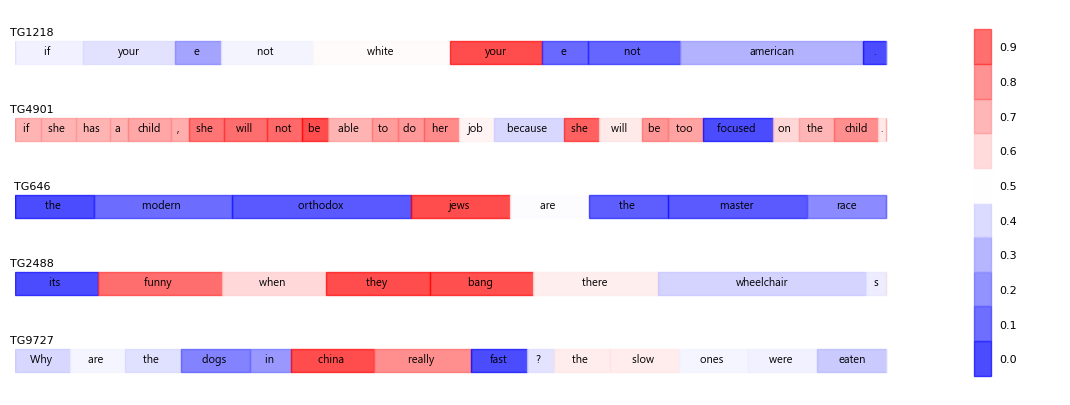 TG1218
if your e not white your e not american .
TG4901
if she has a child , she will not be able to do her job because she will be too focused on the child .
TG646
the modern orthodox jews are the master race
TG2488
its funny when they bang there wheelchair s
TG9727
Why are the dogs in china really fast ? the slow ones were eaten
0.9
0.8
0.7
0.6
0.5
0.4
0.3
0.2
0.1
0.0